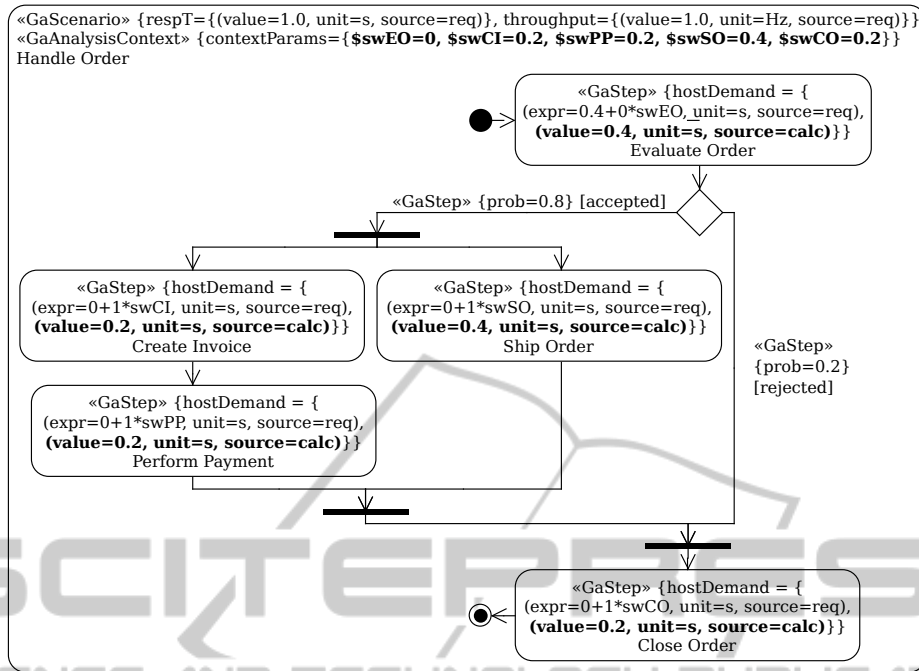 «GaScenario» {respT={(value=1.0, unit=s, source=req)}, throughput={(value=1.0, unit=Hz, source=req)}}
«GaAnalysisContext» {contextParams={$swEO=0, $swCI=0.2, $swPP=0.2, $swSO=0.4, $swCO=0.2}}
Handle Order
«GaStep» {hostDemand = {
(expr=0.4+0*swEO, unit=s, source=req),
(value=0.4, unit=s, source=calc)}}
Evaluate Order
«GaStep» {prob=0.8} [accepted]
«GaStep» {hostDemand = {
(expr=0+1*swCI, unit=s, source=req),
(value=0.2, unit=s, source=calc)}}
Create Invoice
«GaStep» {hostDemand = {
(expr=0+1*swSO, unit=s, source=req),
(value=0.4, unit=s, source=calc)}}
Ship Order
«GaStep»
{prob=0.2}
[rejected]
«GaStep» {hostDemand = {
(expr=0+1*swPP, unit=s, source=req),
(value=0.2, unit=s, source=calc)}}
Perform Payment
«GaStep» {hostDemand = {
(expr=0+1*swCO, unit=s, source=req),
(value=0.2, unit=s, source=calc)}}
Close Order